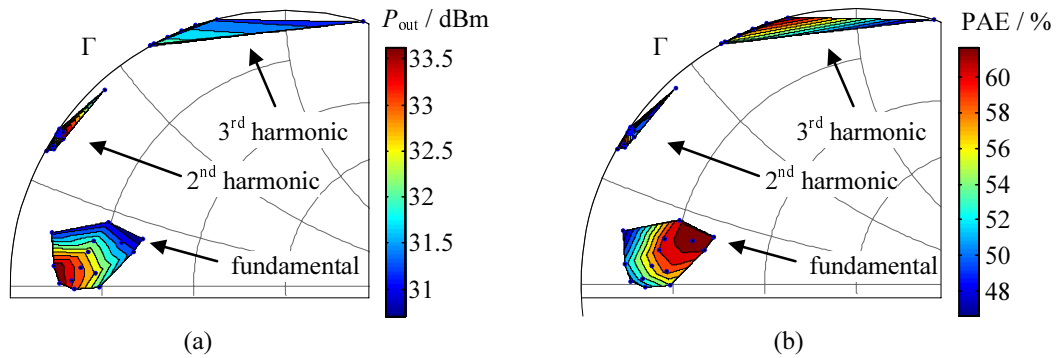 P_out / dBm
Γ
33.5
33
32.5
32
31.5
31
3rd harmonic
2nd harmonic
fundamental
(a)
PAE / %
Γ
60
58
56
54
52
50
48
3rd harmonic
2nd harmonic
fundamental
(b)